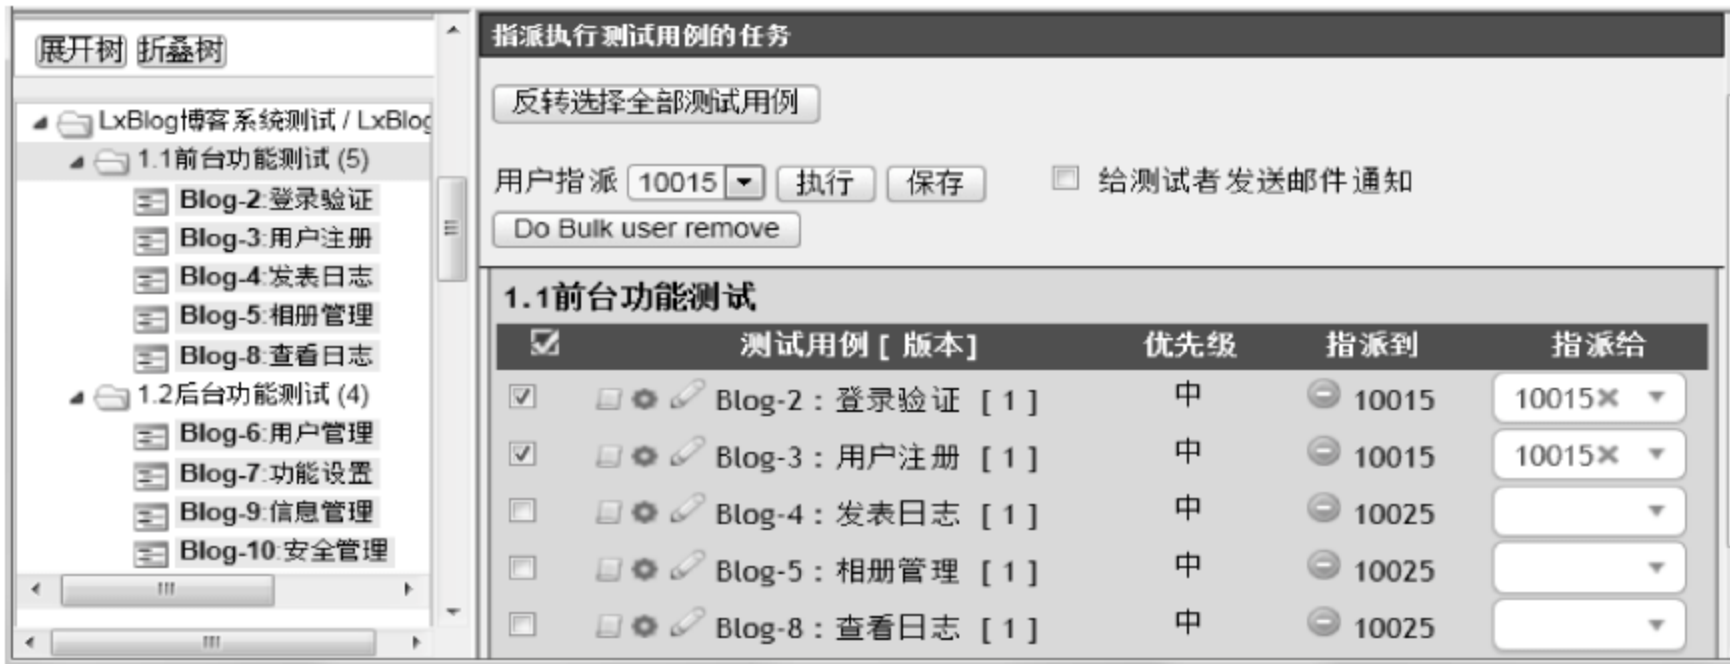 展开树 折叠树
LxBlog博客系统测试 / LxBlog
1.1前台功能测试 (5)
Blog-2:登录验证
Blog-3:用户注册
Blog-4:发表日志
Blog-5:相册管理
Blog-8:查看日志
1.2后台功能测试 (4)
Blog-6:用户管理
Blog-7:功能设置
Blog-9:信息管理
Blog-10:安全管理
指派执行测试用例的任务
反转选择全部测试用例
用户指派 10015 执行 保存 给测试者发送邮件通知
Do Bulk user remove
1.1前台功能测试
测试用例 [ 版本] 优先级 指派到 指派给
Blog-2 : 登录验证 [ 1 ] 中 10015 10015×
Blog-3 : 用户注册 [ 1 ] 中 10015 10015×
Blog-4 : 发表日志 [ 1 ] 中 10025
Blog-5 : 相册管理 [ 1 ] 中 10025
Blog-8 : 查看日志 [ 1 ] 中 10025